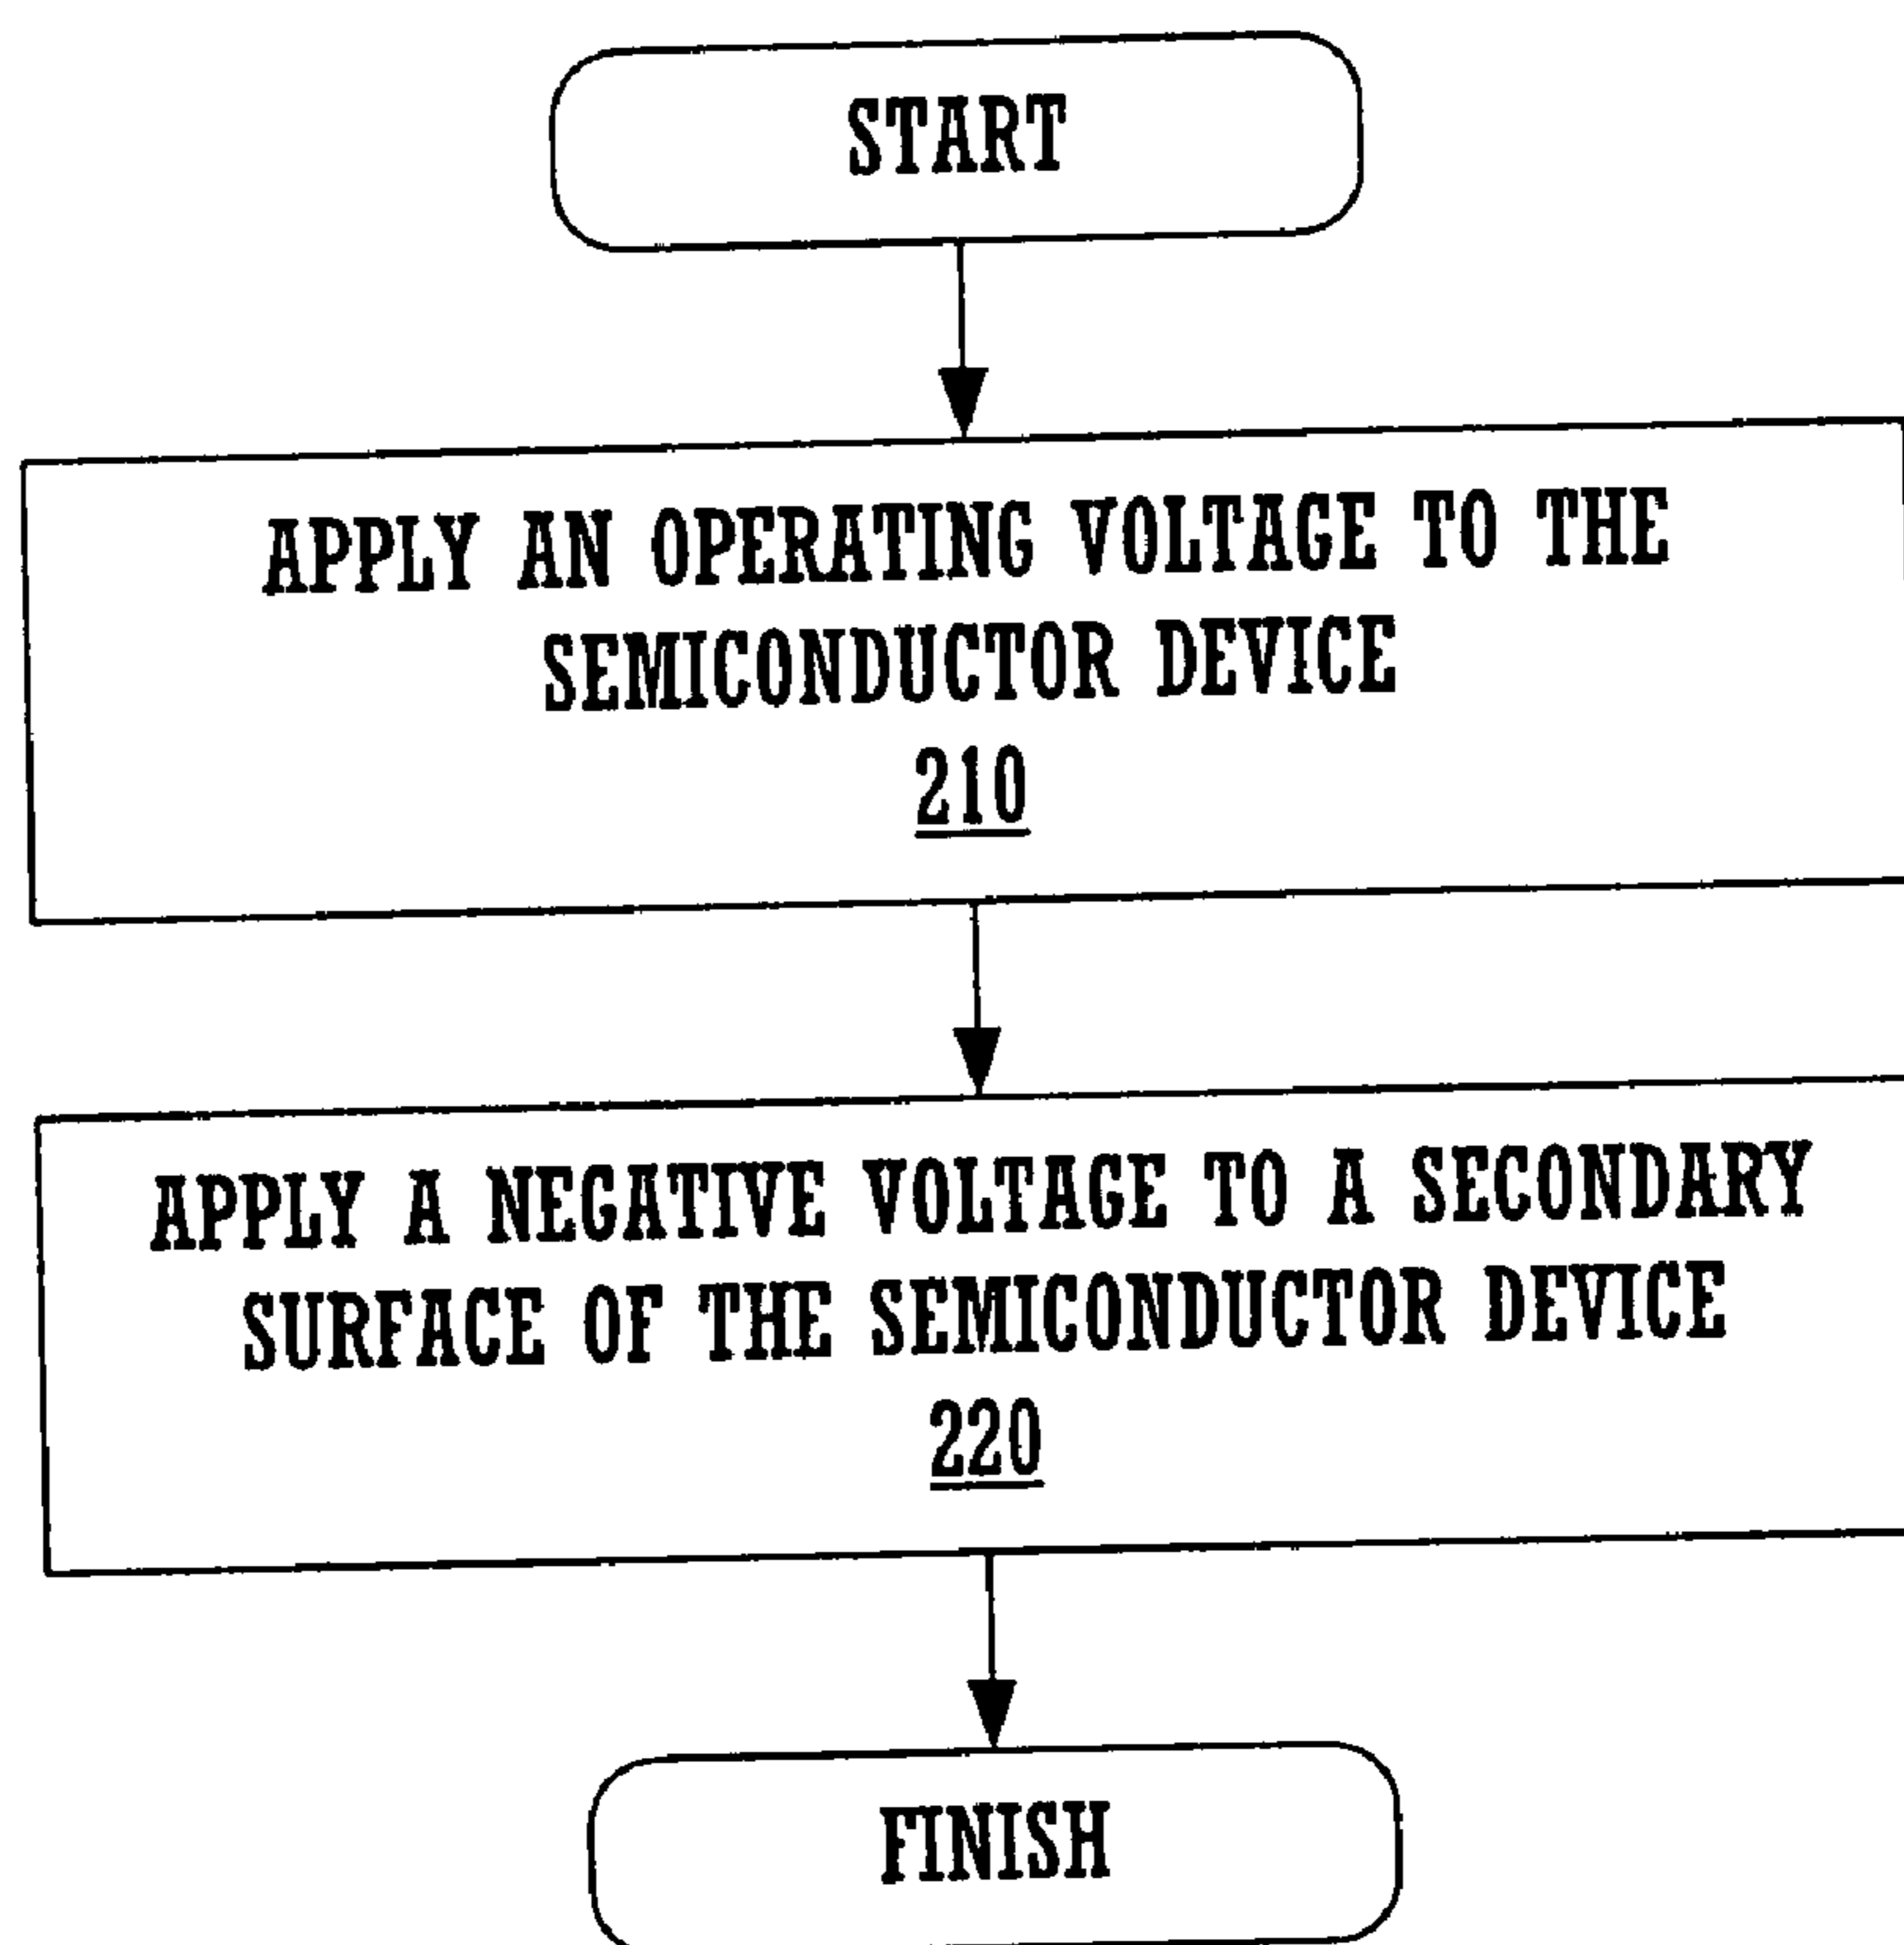 START
APPLY AN OPERATING VOLTAGE TO THE
SEMICONDUCTOR DEVICE
210
APPLY A NEGATIVE VOLTAGE TO A SECONDARY
SURFACE OF THE SEMICONDUCTOR DEVICE
220
FINISH